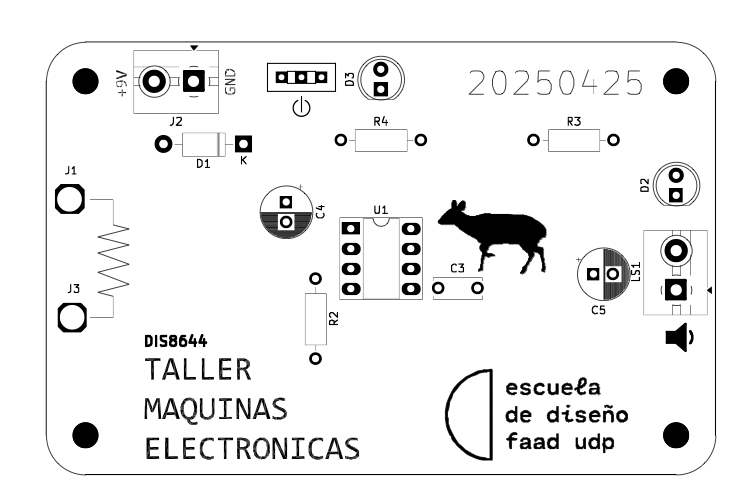 +9V
GND
D3
20250425
J2
R4
R3
D1
K
J1
D2
C4
U1
C3
LS1
C5
J3
R2
DIS8644
TALLER
MAQUINAS
ELECTRONICAS
escuela
de diseño
faad udp